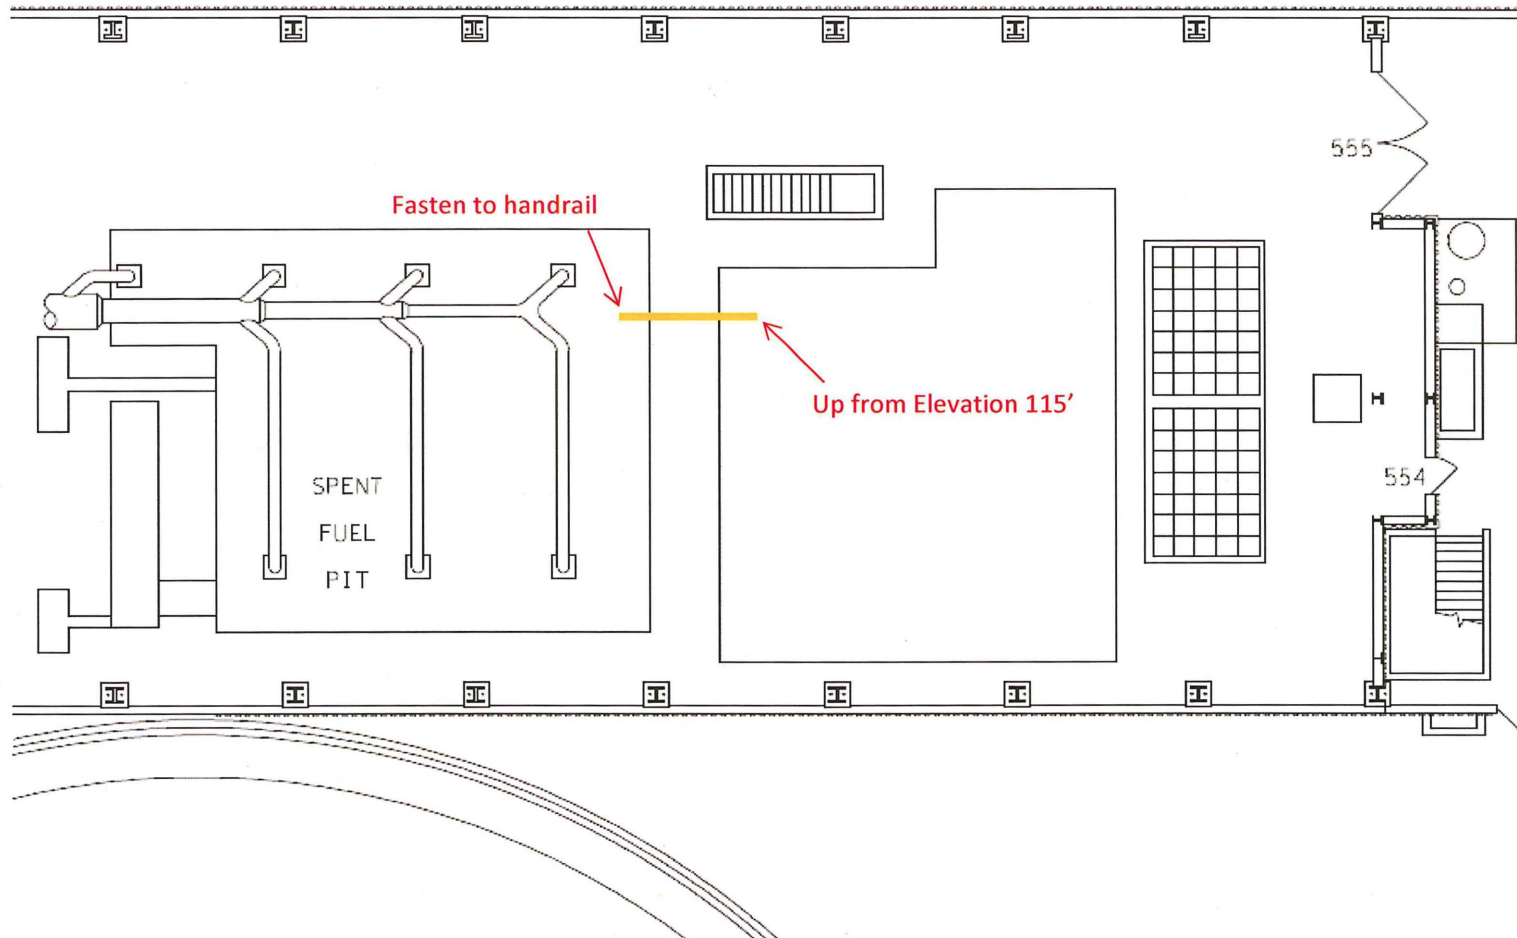 555
Fasten to handrail
Up from Elevation 115’
554
SPENT
FUEL
PIT